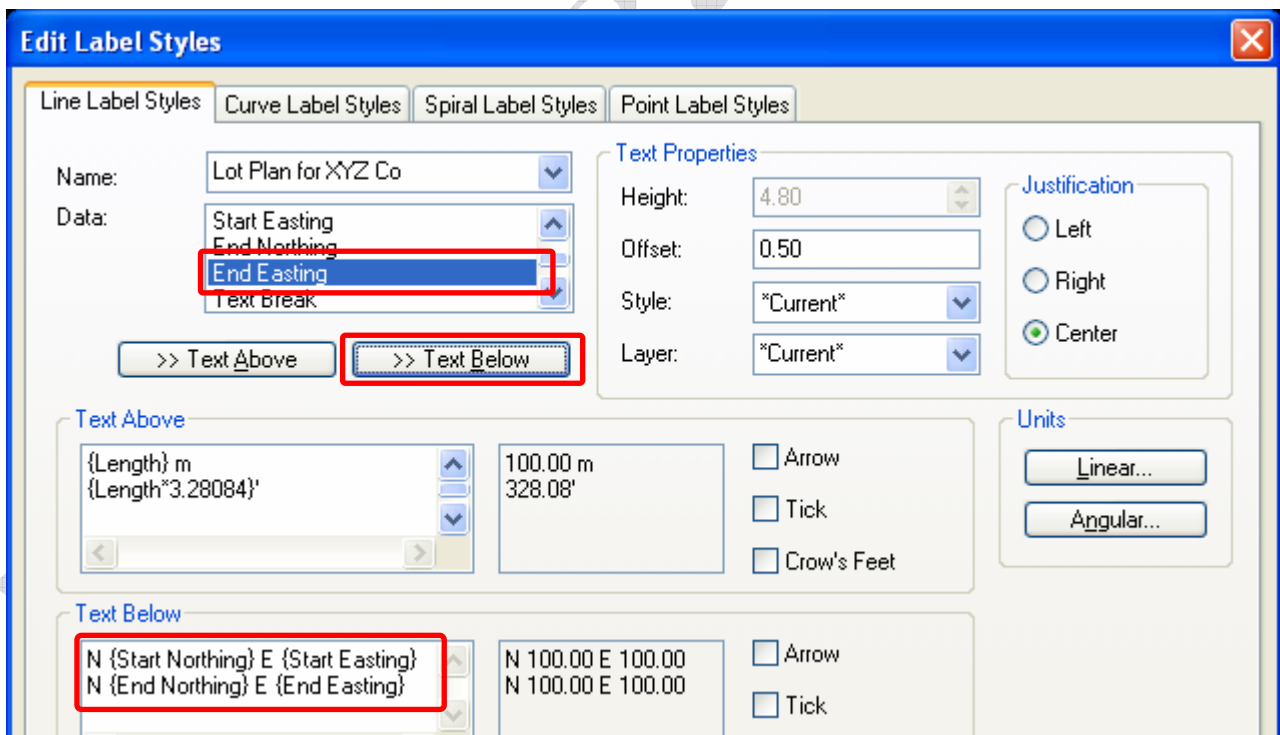 Edit Label Styles
Line Label Styles
Curve Label Styles
Spiral Label Styles
Point Label Styles
Name:
Lot Plan for XYZ Co
Data:
Start Easting
End Northing
End Easting
Text Break
>> Text Above
>> Text Below
Text Properties
Height:
4.80
Offset:
0.50
Style:
*Current*
Layer:
*Current*
Justification
Left
Right
Center
Text Above
{Length} m
{Length*3.28084}'
100.00 m
328.08'
Arrow
Tick
Crow's Feet
Units
Linear...
Angular...
Text Below
N {Start Northing} E {Start Easting}
N {End Northing} E {End Easting}
N 100.00 E 100.00
N 100.00 E 100.00
Arrow
Tick